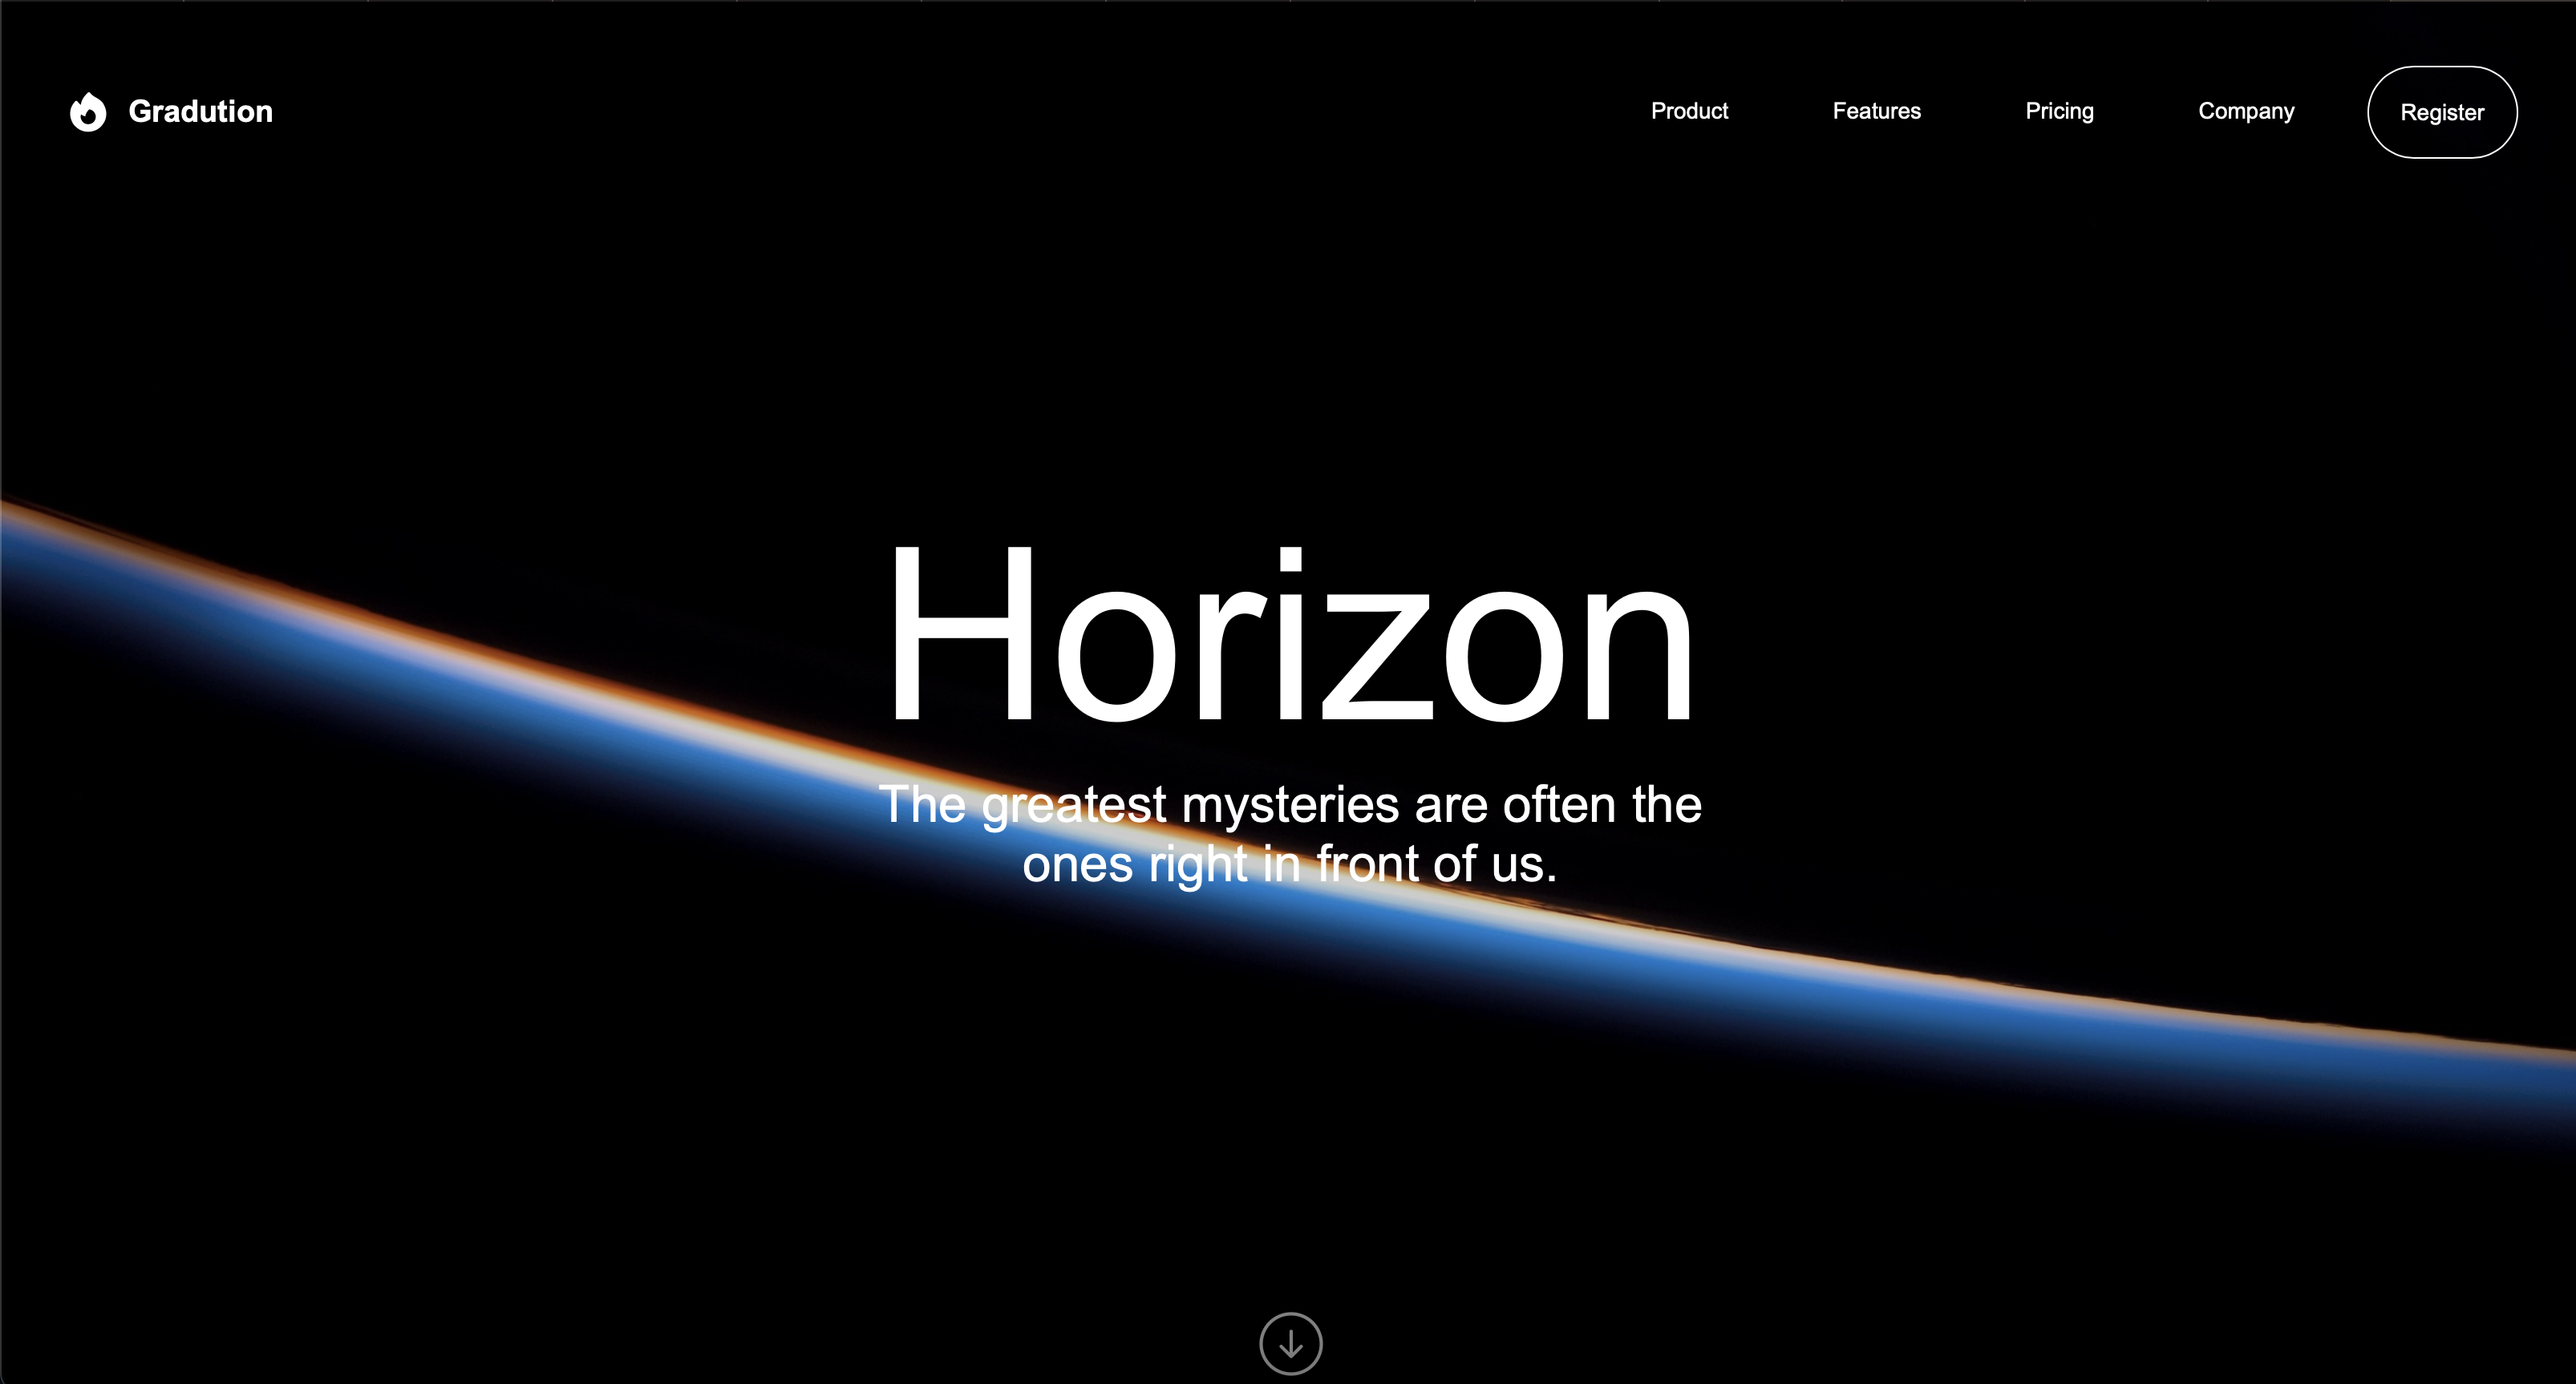 Gradution
Product
Features
Pricing
Company
Register
Horizon
The greatest mysteries are often the
ones right in front of us.